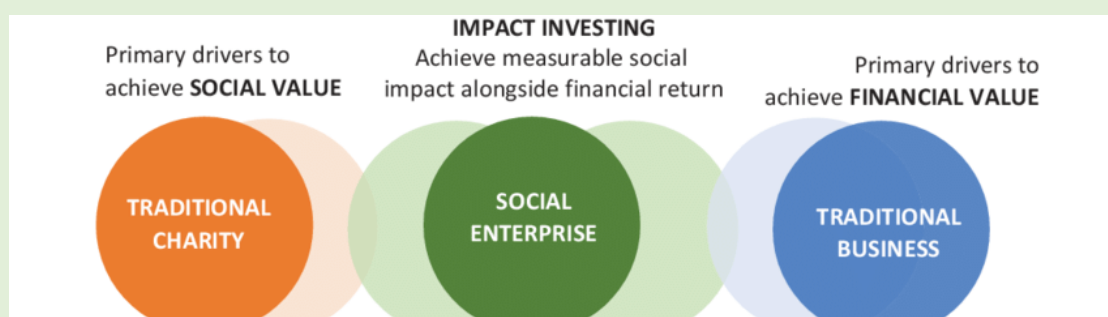 Primary drivers to
achieve SOCIAL VALUE
IMPACT INVESTING
Achieve measurable social
impact alongside financial return
Primary drivers to
achieve FINANCIAL VALUE
TRADITIONAL
CHARITY
SOCIAL
ENTERPRISE
TRADITIONAL
BUSINESS